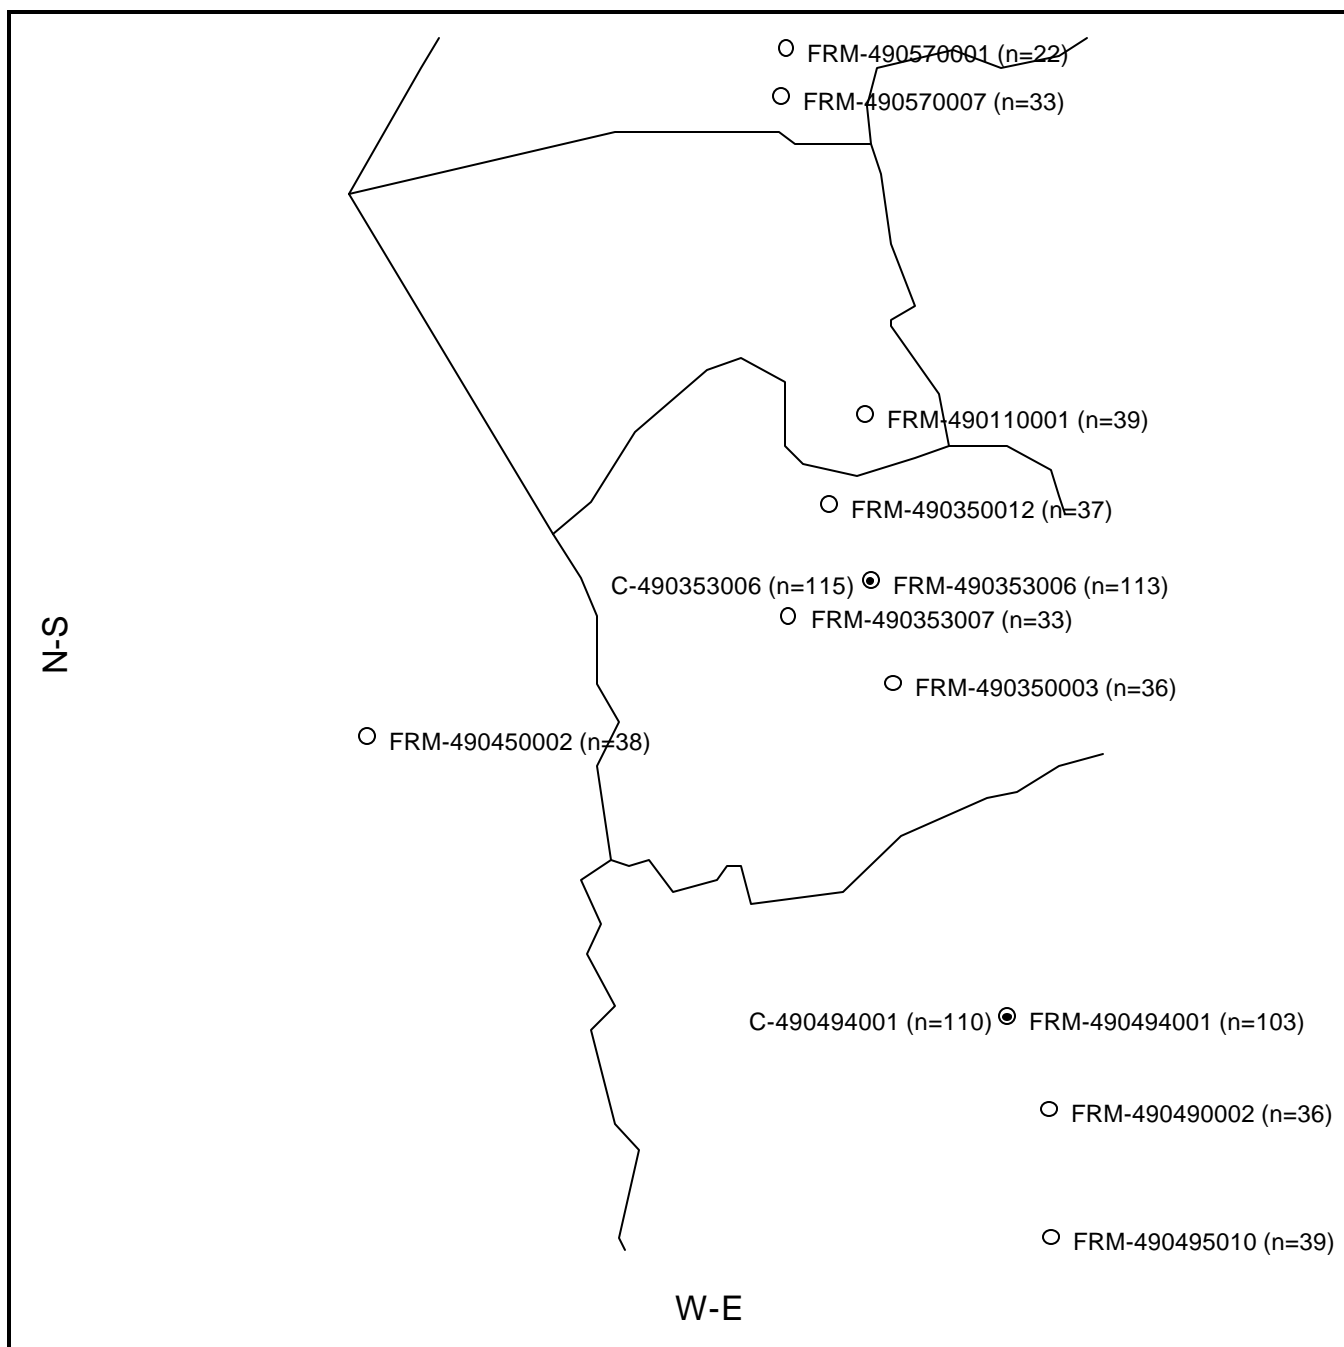 FRM-490570001 (n=22)
FRM-490570007 (n=33)
FRM-490110001 (n=39)
FRM-490350012 (n=37)
C-490353006 (n=115) FRM-490353006 (n=113)
FRM-490353007 (n=33)
N-S
FRM-490350003 (n=36)
FRM-490450002 (n=38)
C-490494001 (n=110) FRM-490494001 (n=103)
FRM-490490002 (n=36)
FRM-490495010 (n=39)
W-E